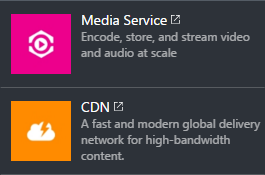 Media Service
Encode, store, and stream video
and audio at scale
CDN
A fast and modern global delivery
network for high-bandwidth
content.